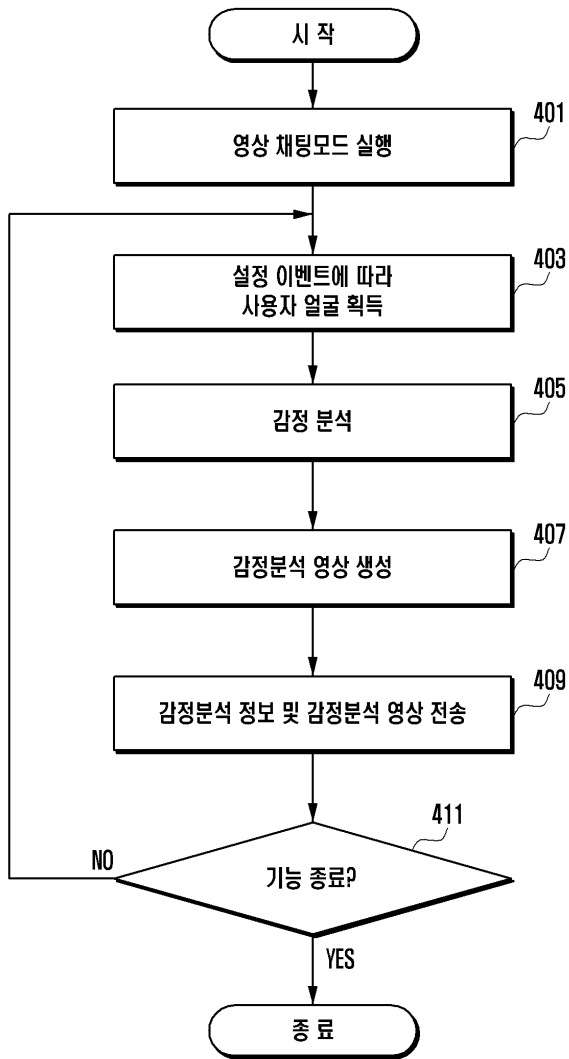 시 작
401
영상 채팅모드 실행
403
설정 이벤트에 따라
사용자 얼굴 획득
405
감정 분석
407
감정분석 영상 생성
409
감정분석 정보 및 감정분석 영상 전송
411
기능 종료?
NO
YES
종 료